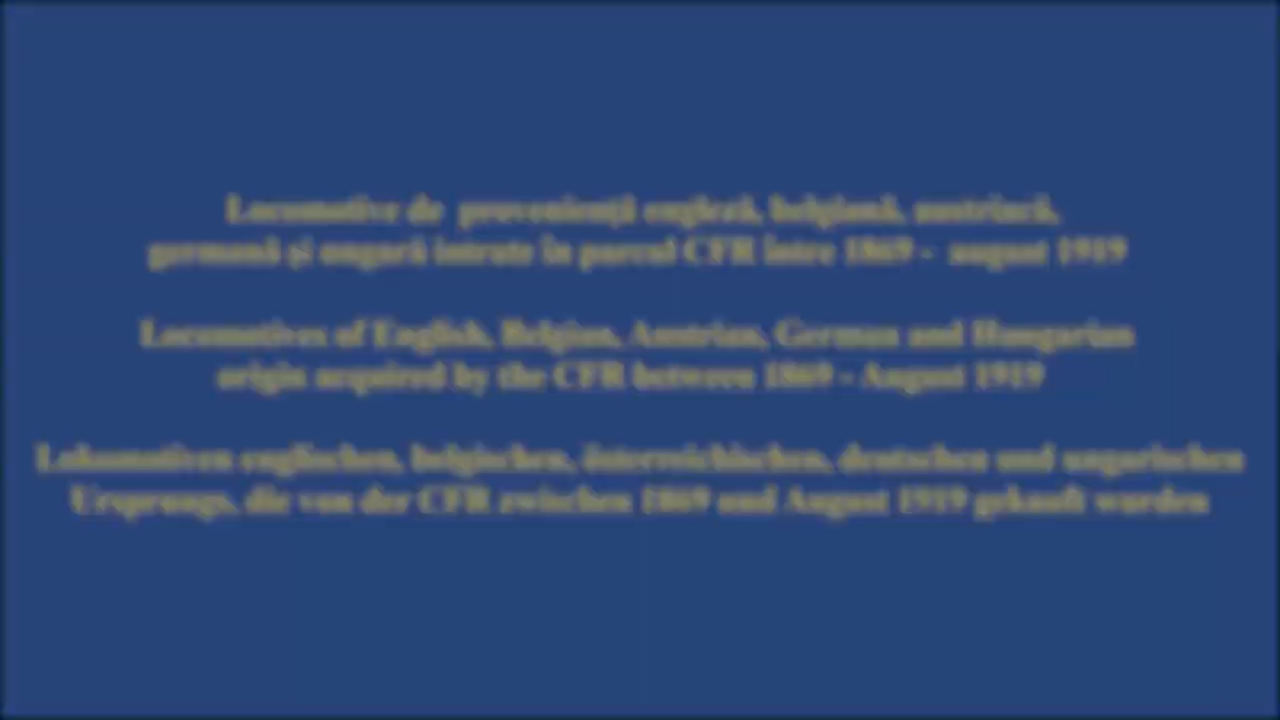 Locomotive de proveniență engleză, belgiană, austriacă,
germană și ungară intrate în parcul CFR între 1869 - august 1919
Locomotives of English, Belgian, Austrian, German and Hungarian
origin acquired by the CFR between 1869 - August 1919
Lokomotiven englischen, belgischen, österreichischen, deutschen und ungarischen
Ursprungs, die von der CFR zwischen 1869 und August 1919 gekauft wurden